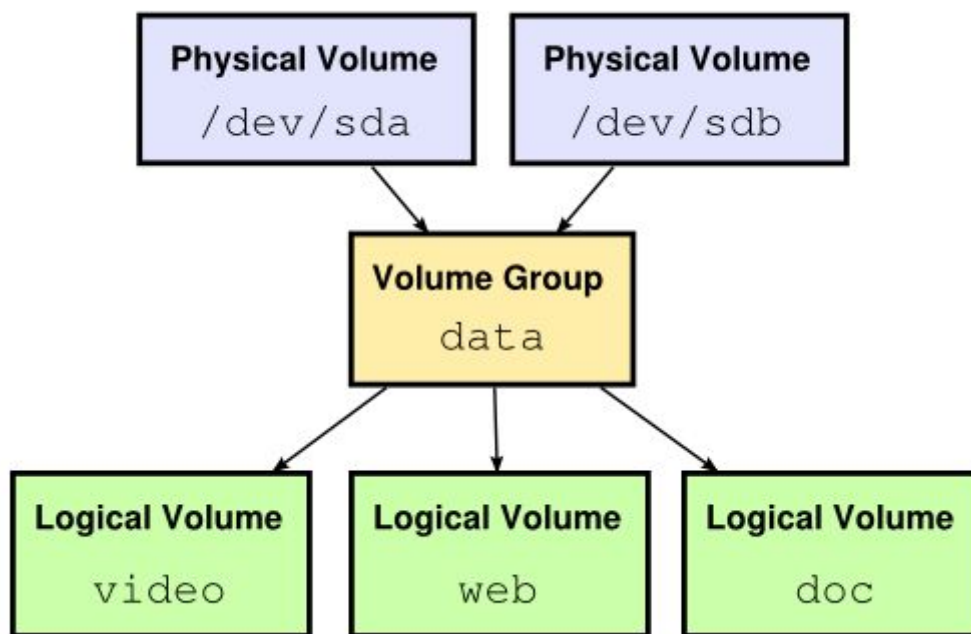 Physical Volume
/dev/sda
Physical Volume
/dev/sdb
Volume Group
data
Logical Volume
video
Logical Volume
web
Logical Volume
doc